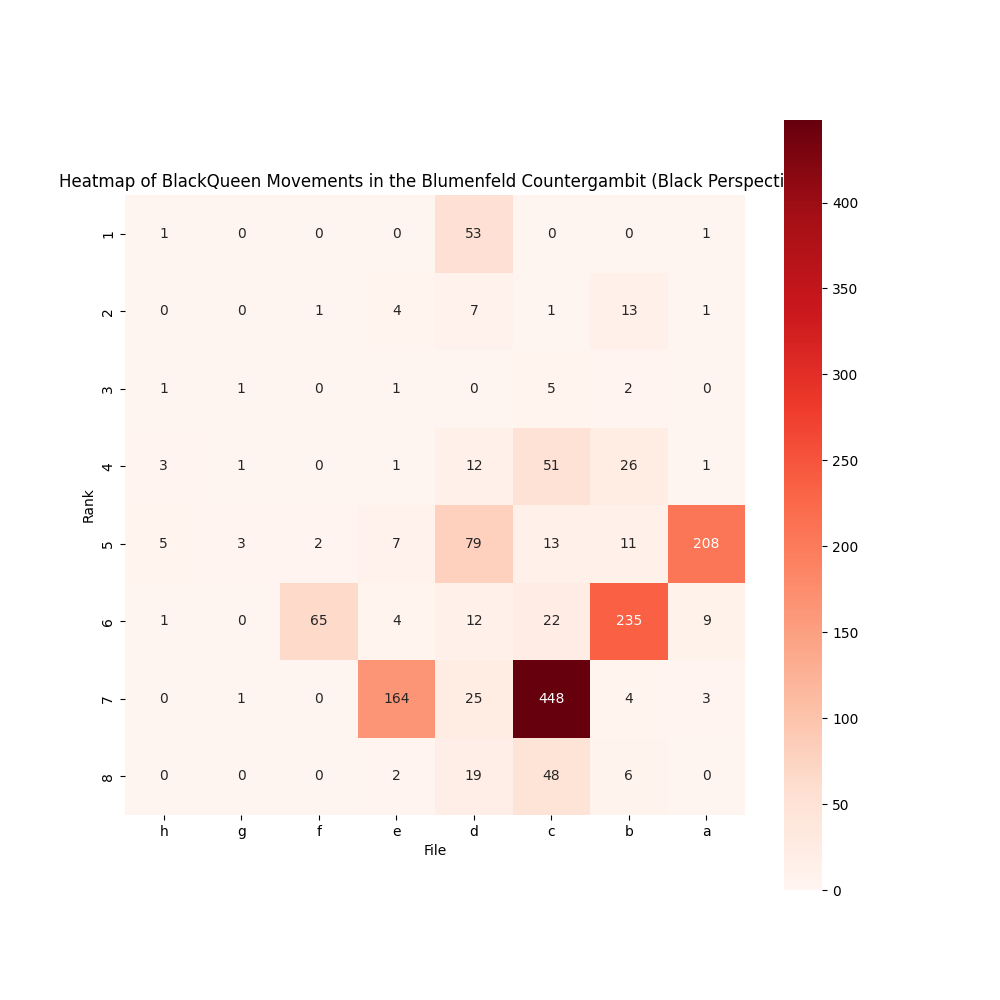 Heatmap of BlackQueen Movements in the Blumenfeld Countergambit (Black Perspecti
400
350
300
250
200
150
100
50
0
Rank
1 1 0 0 0 53 0 0 1
2 0 0 1 4 7 1 13 1
3 1 1 0 1 0 5 2 0
4 3 1 0 1 12 51 26 1
5 5 3 2 7 79 13 11 208
6 1 0 65 4 12 22 235 9
7 0 1 0 164 25 448 4 3
8 0 0 0 2 19 48 6 0
h g f e d c b a
File